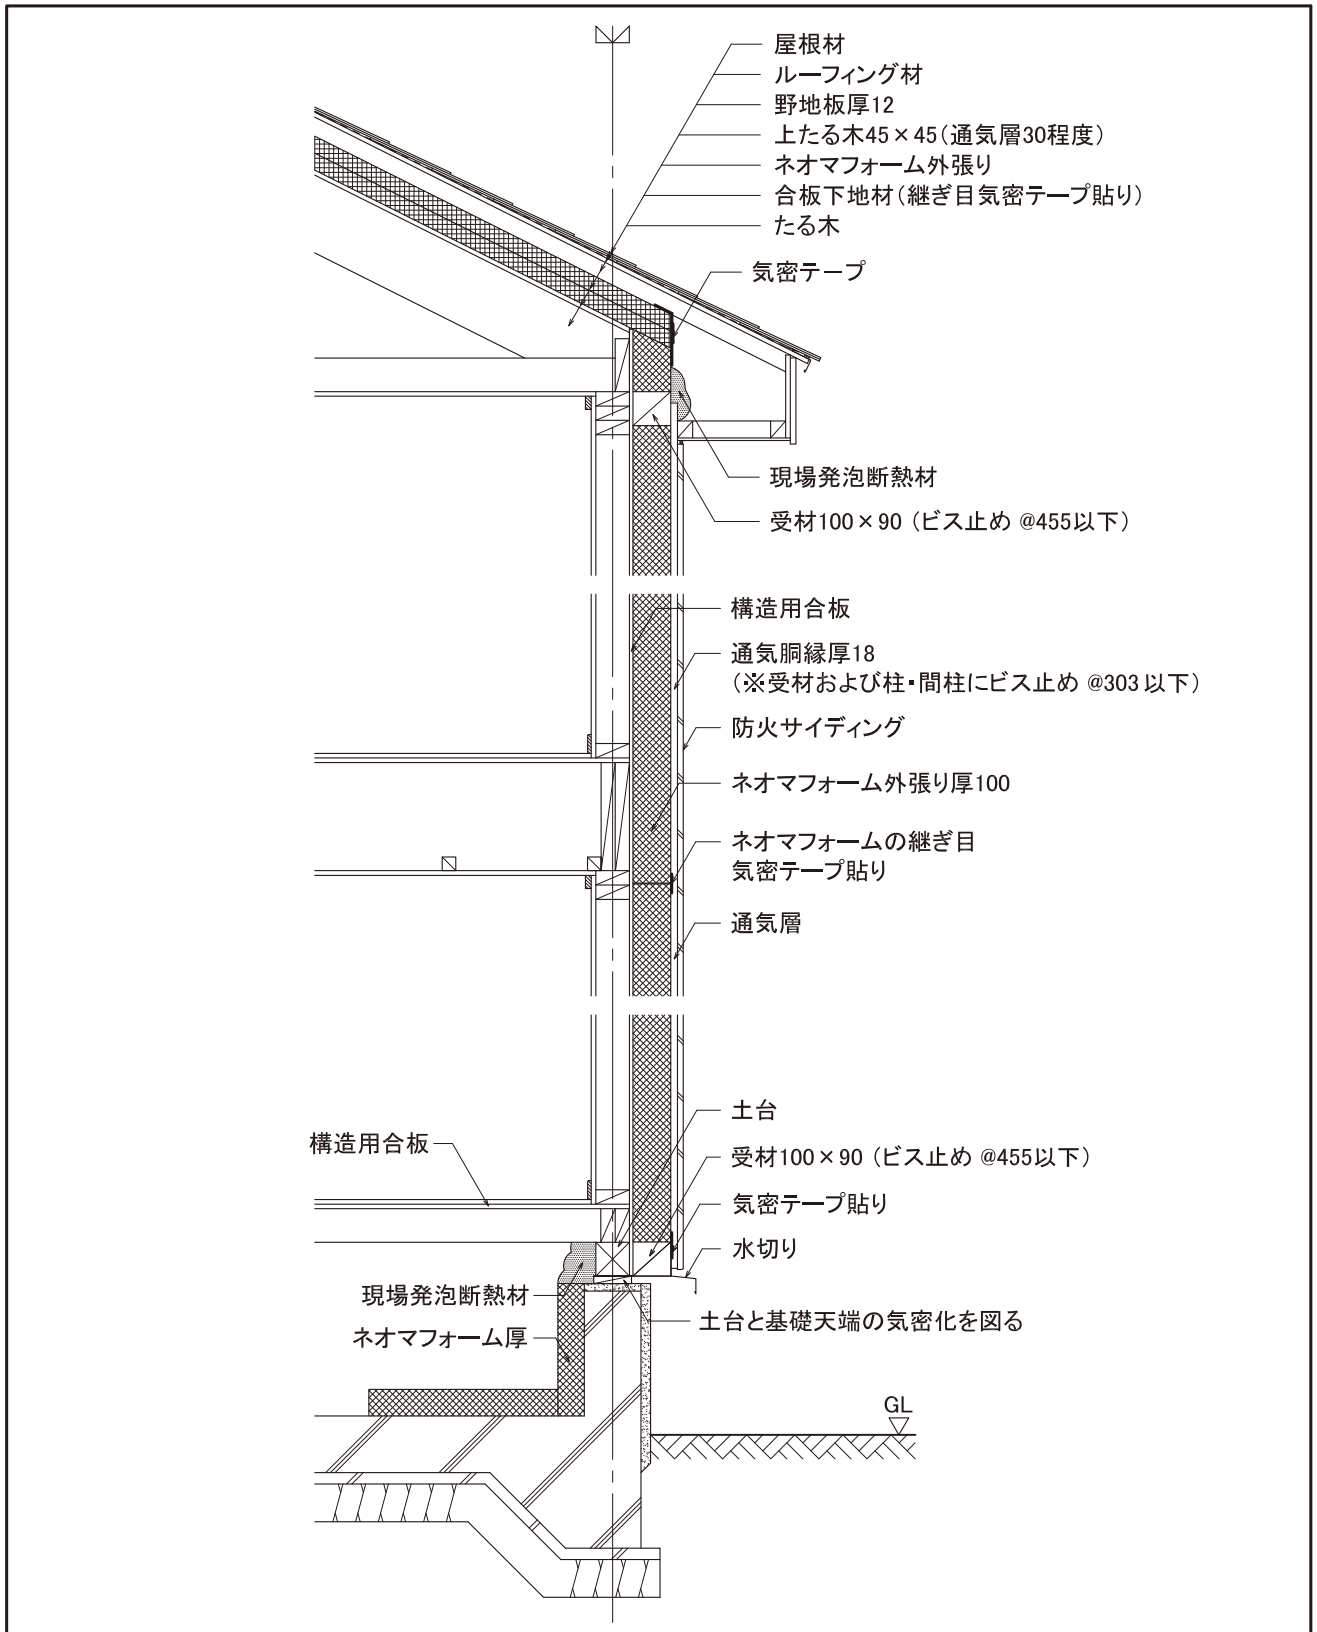 屋根材
ルーフィング材
野地板厚12
上たる木45×45(通気層30程度)
ネオマフォーム外張り
合板下地材(継ぎ目気密テープ貼り)
たる木
気密テープ
現場発泡断熱材
受材100×90 (ビス止め @455以下)
構造用合板
通気胴縁厚18
(※受材および柱・間柱にビス止め @303 以下)
防火サイディング
ネオマフォーム外張り厚100
ネオマフォームの継ぎ目
気密テープ貼り
通気層
土台
構造用合板
受材100×90 (ビス止め @455以下)
気密テープ貼り
水切り
現場発泡断熱材
土台と基礎天端の気密化を図る
ネオマフォーム厚
GL